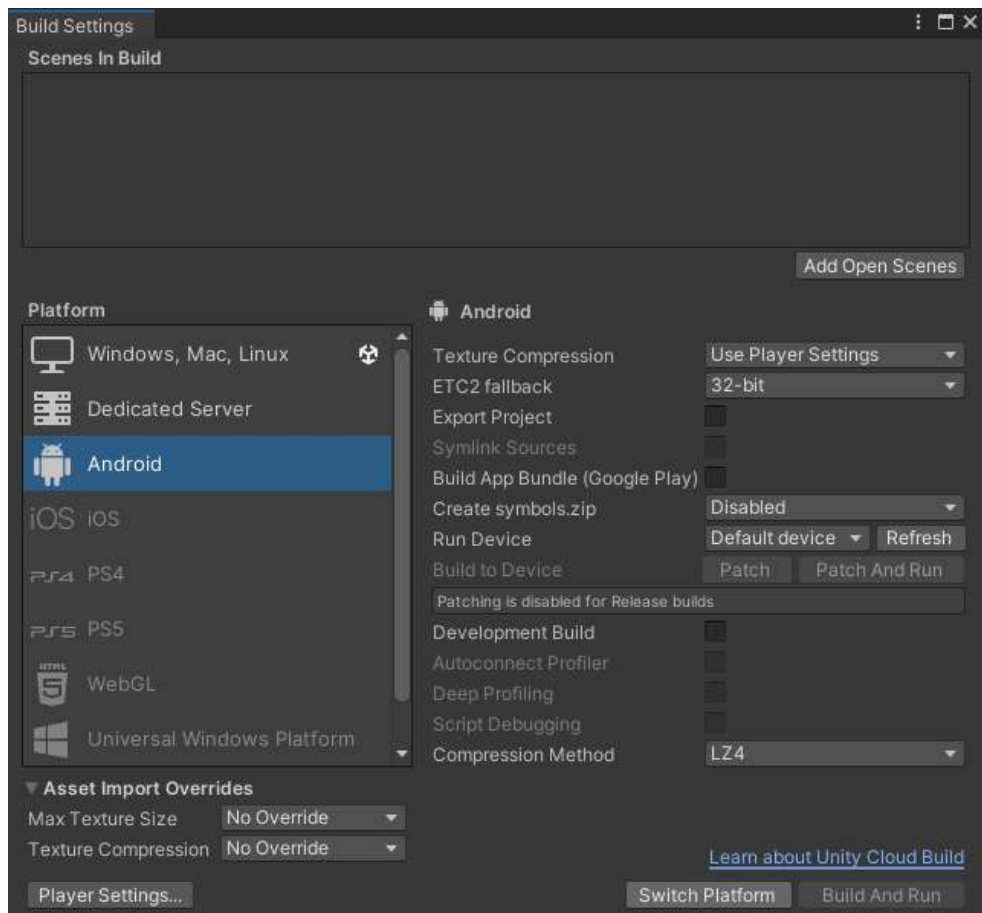 Build Settings
Scenes In Build
Add Open Scenes
Platform
Windows, Mac, Linux
Dedicated Server
Android
iOS iOS
PS4 PS4
PS5 PS5
HTML 5 WebGL
Universal Windows Platform
Android
Texture Compression Use Player Settings
ETC2 fallback 32-bit
Export Project
Symlink Sources
Build App Bundle (Google Play)
Create symbols.zip Disabled
Run Device Default device Refresh
Build to Device Patch Patch And Run
Patching is disabled for Release builds
Development Build
Autoconnect Profiler
Deep Profiling
Script Debugging
Compression Method LZ4
Asset Import Overrides
Max Texture Size No Override
Texture Compression No Override
Learn about Unity Cloud Build
Player Settings... Switch Platform Build And Run